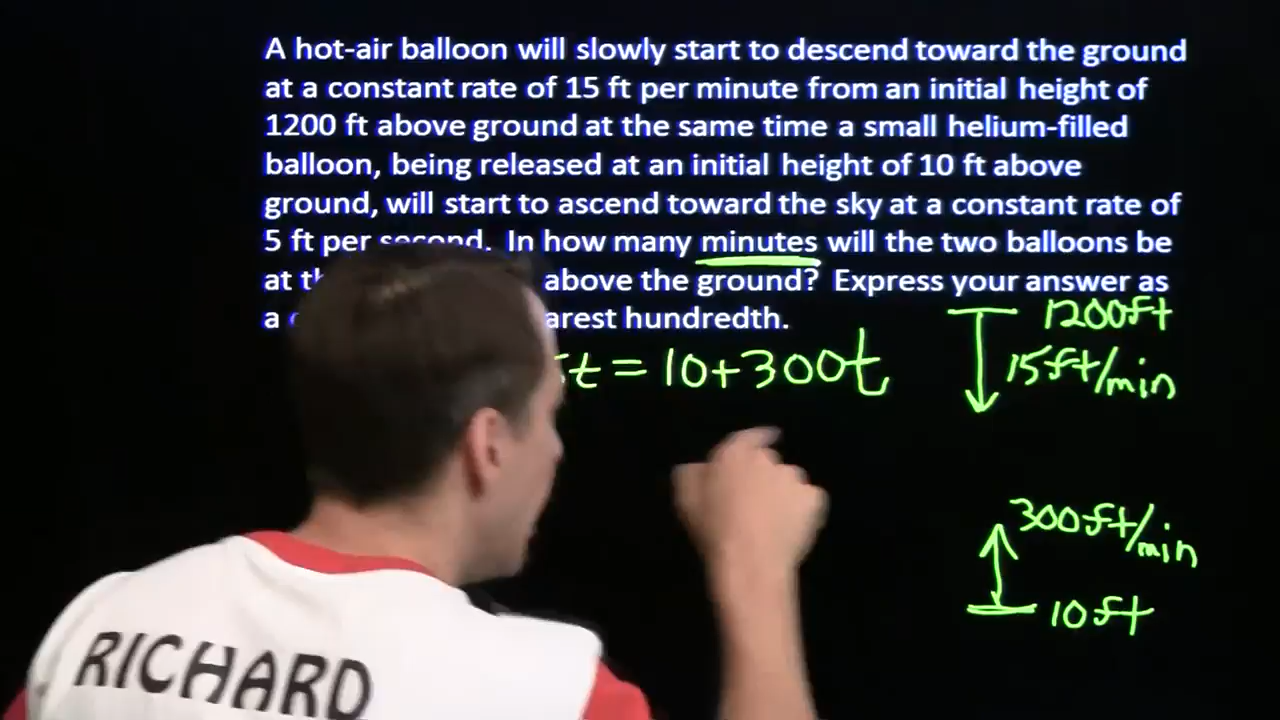 A hot-air balloon will slowly start to descend toward the ground
at a constant rate of 15 ft per minute from an initial height of
1200 ft above ground at the same time a small helium-filled
balloon, being released at an initial height of 10 ft above
ground, will start to ascend toward the sky at a constant rate of
5 ft per second. In how many minutes will the two balloons be
at above the ground? Express your answer as
a hundredth.
1200ft
t = 10+300t
15ft/min
300ft/min
10ft
RICHARD